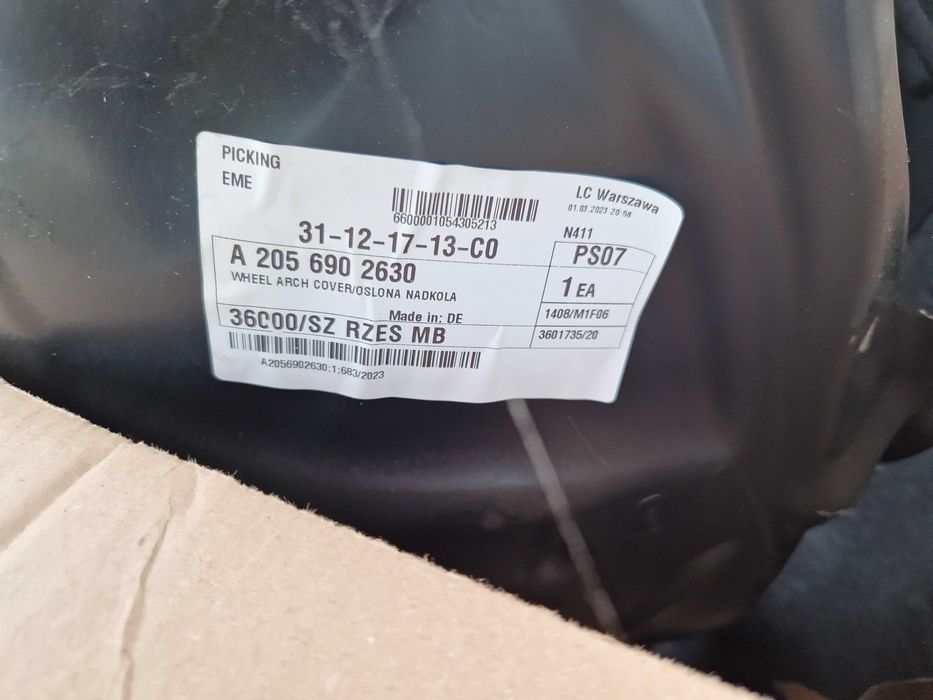 PICKING
EME
LC Warszawa
01.03.2023 20:58
6600001054305213
N411
31-12-17-13-C0
PS07
A 205 690 2630
WHEEL ARCH COVER/OSLONA NADKOLA
1 EA
Made in: DE
1408/M1F06
36C00/SZ RZES MB
3601735/20
A2056902630:1:683/2023